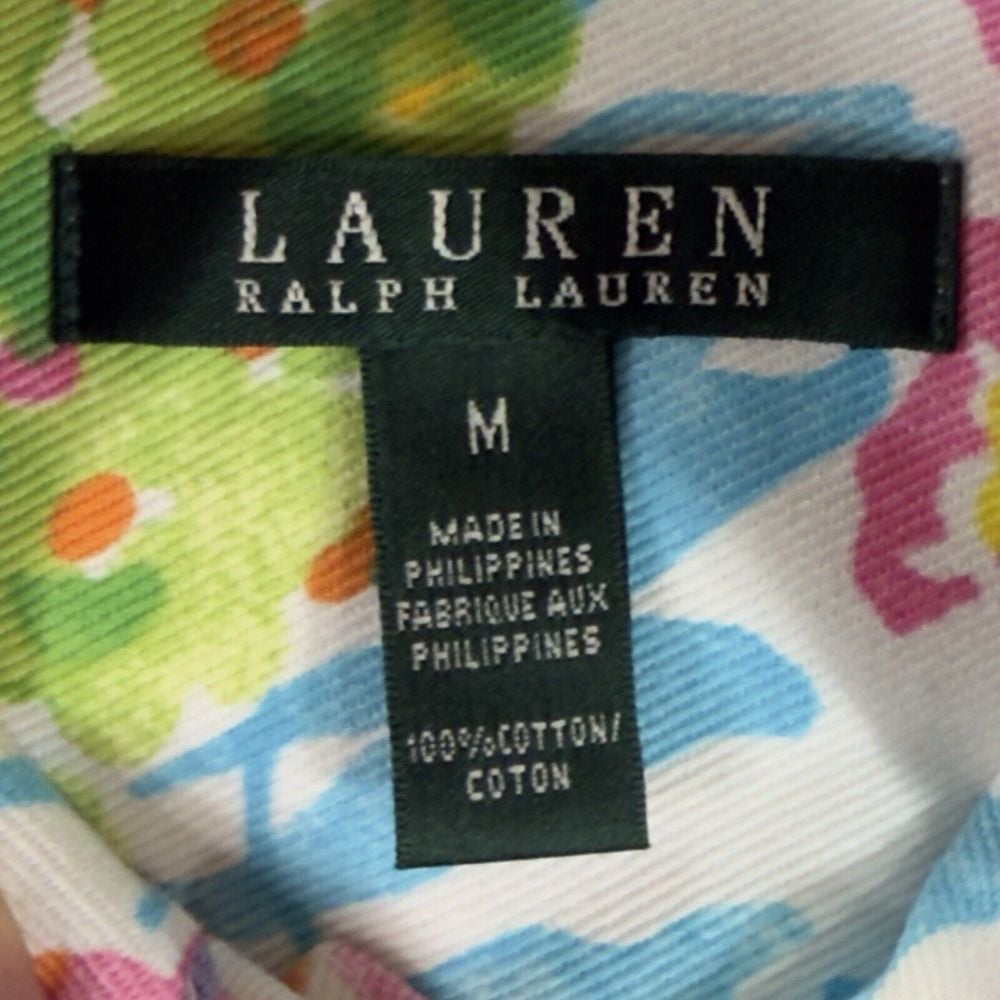 LAUREN
RALPH LAUREN
M
MADE IN
PHILIPPINES
FABRIQUE AUX
PHILIPPINES
100%COTTON/
COTON